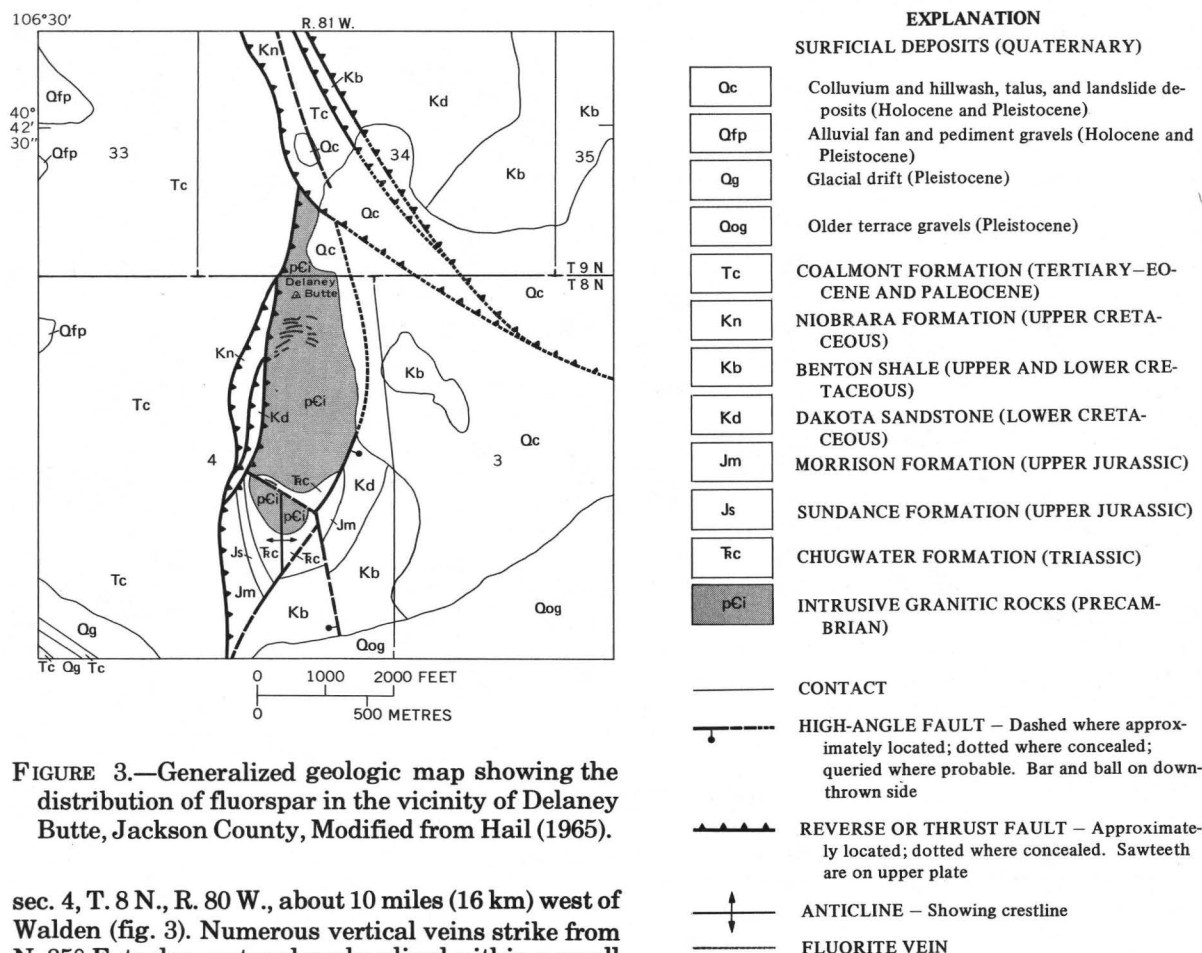 106°30'
R. 81 W.
Kn
Kb
Qfp
Kd
Tc
Kb
40°
42'
30"
Qc
Qfp
33
34
35
Kb
Tc
Qc
Qc
pЄi
T 9 N
T 8 N
Delaney
Butte
Qc
Qfp
Kn
Kb
Tc
pЄi
Kd
Qc
4
3
TRc
Kd
pЄi
pЄi
Jm
Js
TRc
TRc
Tc
Kb
Jm
Kb
Qog
Qg
Qog
Tc Qg Tc
0 1000 2000 FEET
0 500 METRES
FIGURE 3.—Generalized geologic map showing the
distribution of fluorspar in the vicinity of Delaney
Butte, Jackson County, Modified from Hail (1965).
sec. 4, T. 8 N., R. 80 W., about 10 miles (16 km) west of
Walden (fig. 3). Numerous vertical veins strike from
EXPLANATION
SURFICIAL DEPOSITS (QUATERNARY)
Qc Colluvium and hillwash, talus, and landslide de-
posits (Holocene and Pleistocene)
Qfp Alluvial fan and pediment gravels (Holocene and
Pleistocene)
Qg Glacial drift (Pleistocene)
Qog Older terrace gravels (Pleistocene)
Tc COALMONT FORMATION (TERTIARY—EO-
CENE AND PALEOCENE)
Kn NIOBRARA FORMATION (UPPER CRETA-
CEOUS)
Kb BENTON SHALE (UPPER AND LOWER CRE-
TACEOUS)
Kd DAKOTA SANDSTONE (LOWER CRETA-
CEOUS)
Jm MORRISON FORMATION (UPPER JURASSIC)
Js SUNDANCE FORMATION (UPPER JURASSIC)
TRc CHUGWATER FORMATION (TRIASSIC)
pЄi INTRUSIVE GRANITIC ROCKS (PRECAM-
BRIAN)
CONTACT
HIGH-ANGLE FAULT — Dashed where approx-
imately located; dotted where concealed;
queried where probable. Bar and ball on down-
thrown side
REVERSE OR THRUST FAULT — Approximate-
ly located; dotted where concealed. Sawteeth
are on upper plate
ANTICLINE — Showing crestline
FLUORITE VEIN